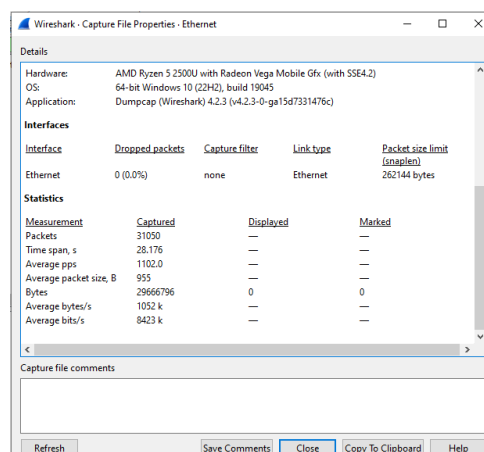 Wireshark · Capture File Properties · Ethernet
Details
Hardware: AMD Ryzen 5 2500U with Radeon Vega Mobile Gfx (with SSE4.2)
OS: 64-bit Windows 10 (22H2), build 19045
Application: Dumpcap (Wireshark) 4.2.3 (v4.2.3-0-ga15d7331476c)
Interfaces
Interface Dropped packets Capture filter Link type Packet size limit (snaplen)
Ethernet 0 (0.0%) none Ethernet 262144 bytes
Statistics
Measurement Captured Displayed Marked
Packets 31050 — —
Time span, s 28.176 — —
Average pps 1102.0 — —
Average packet size, B 955 — —
Bytes 29666796 0 0
Average bytes/s 1052 k — —
Average bits/s 8423 k — —
Capture file comments
Refresh Save Comments Close Copy To Clipboard Help